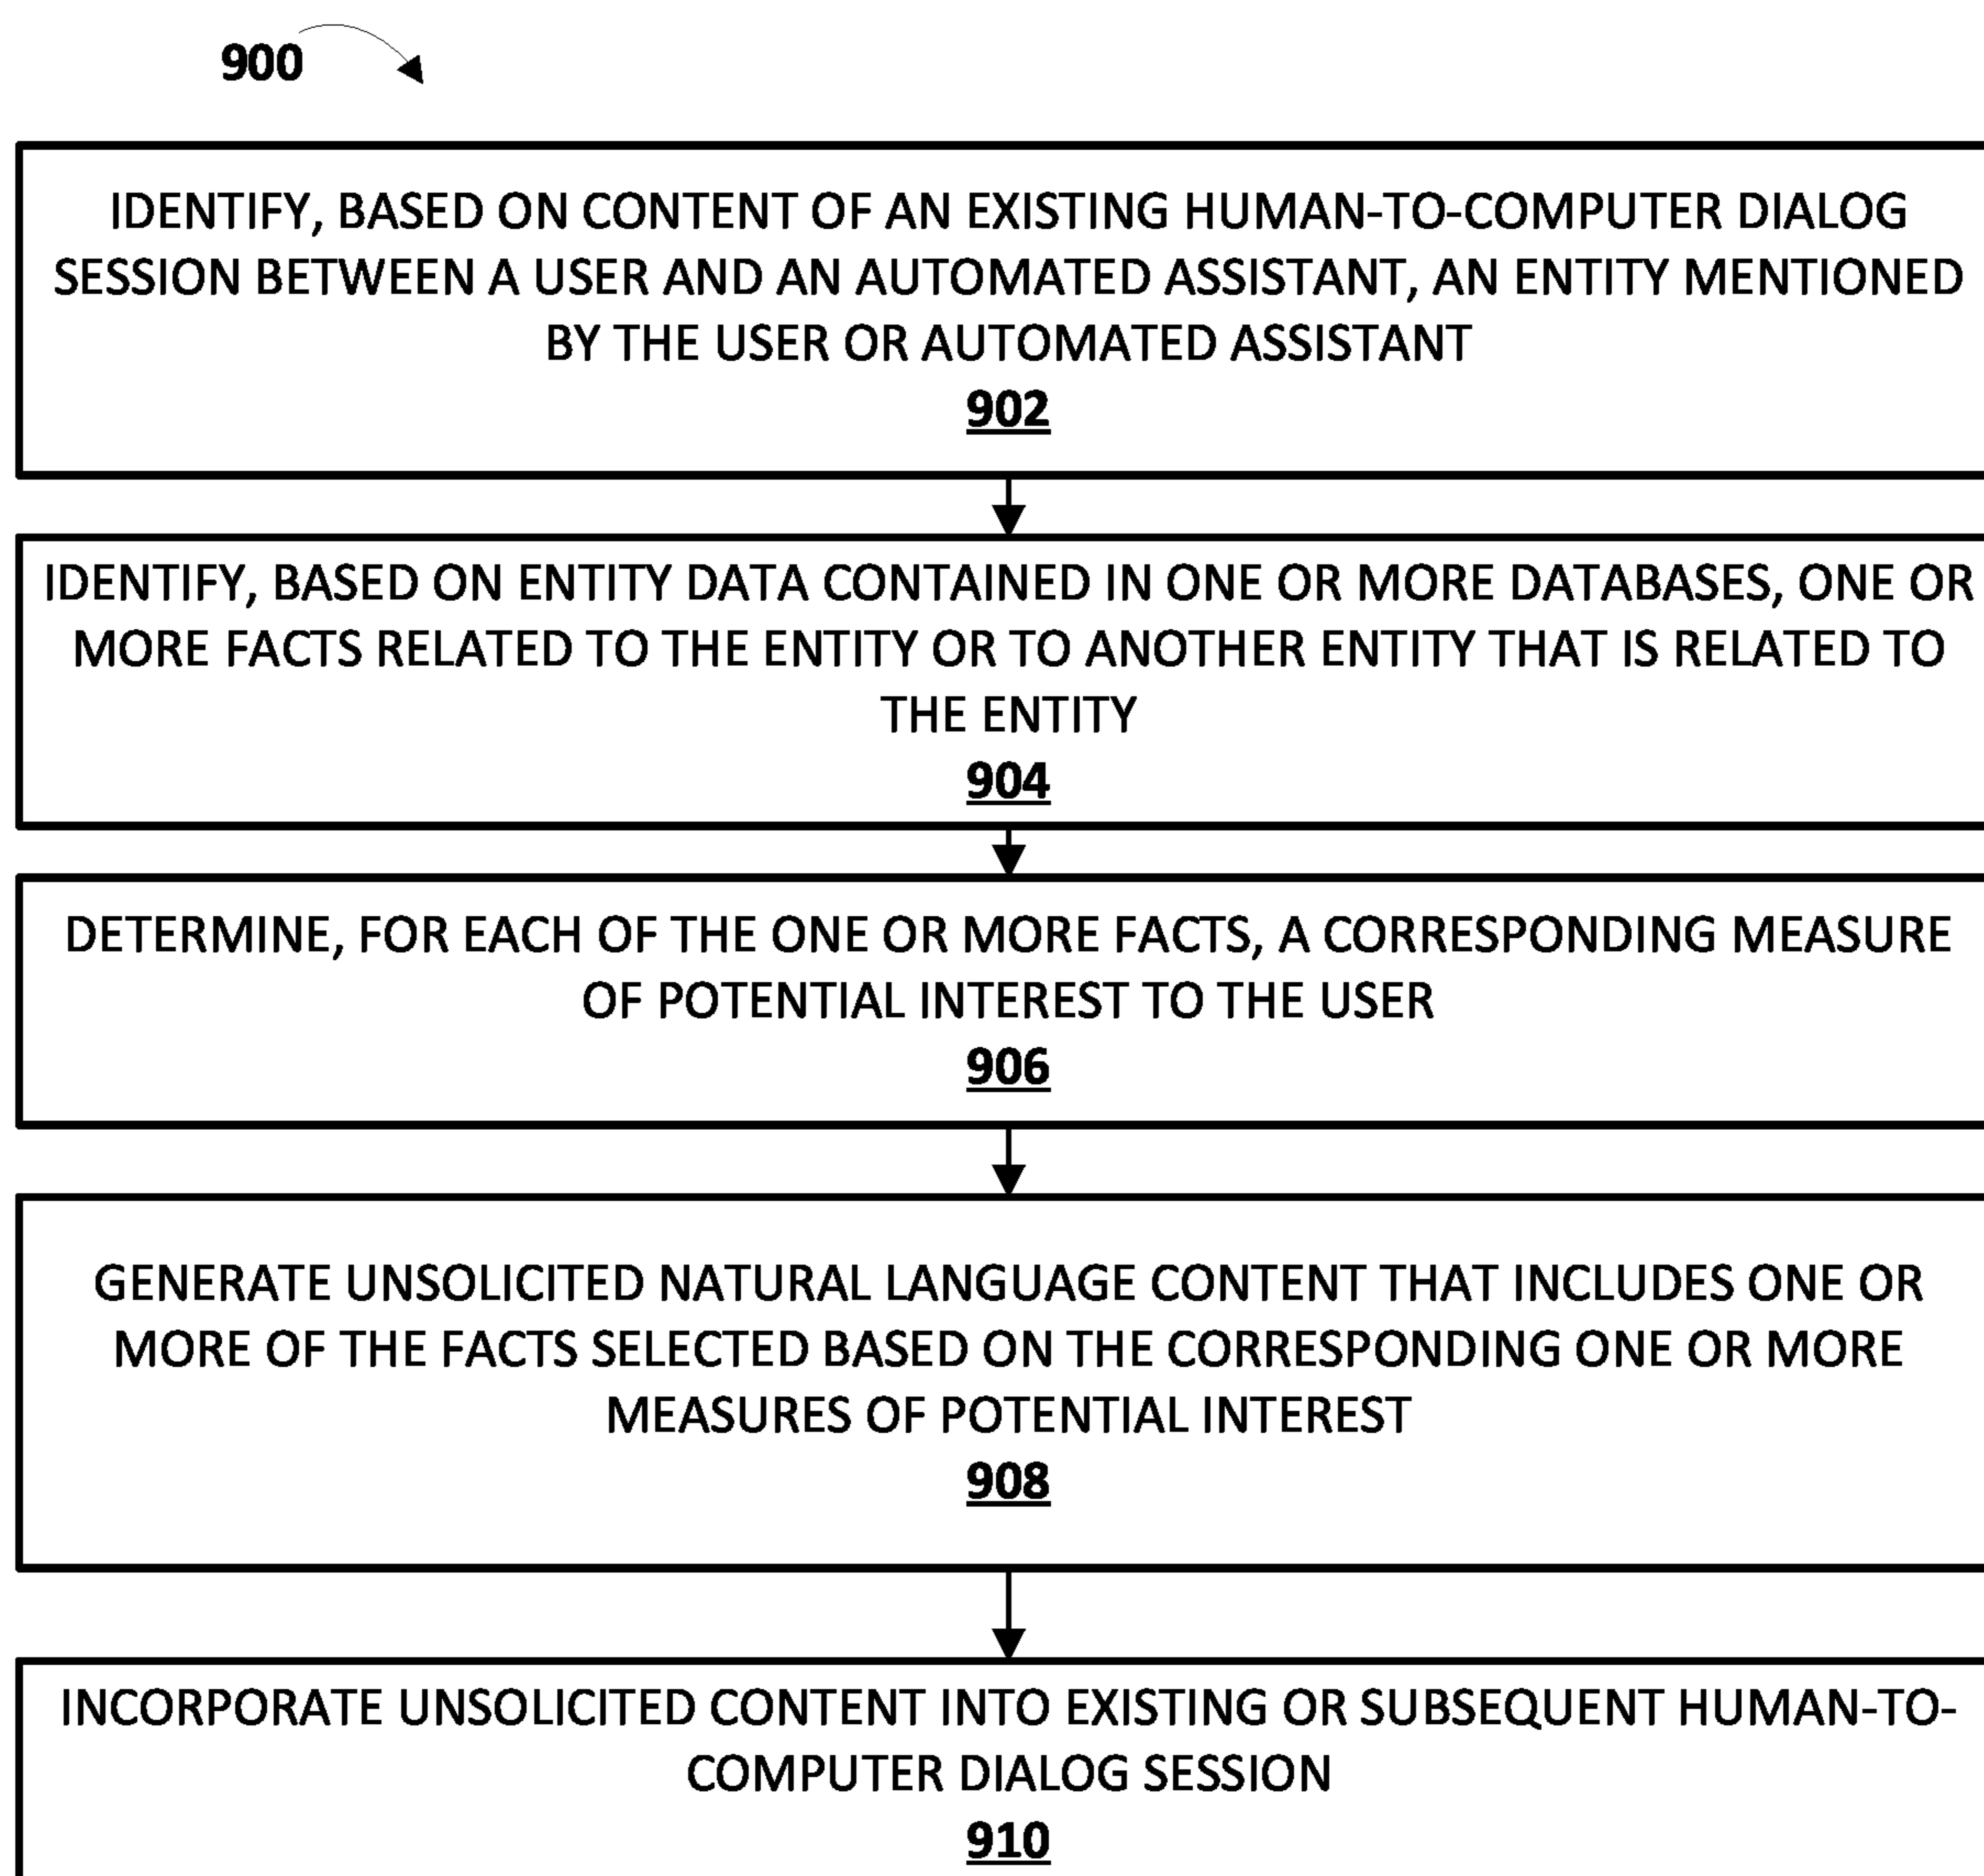 900
IDENTIFY, BASED ON CONTENT OF AN EXISTING HUMAN-TO-COMPUTER DIALOG
SESSION BETWEEN A USER AND AN AUTOMATED ASSISTANT, AN ENTITY MENTIONED
BY THE USER OR AUTOMATED ASSISTANT
902
IDENTIFY, BASED ON ENTITY DATA CONTAINED IN ONE OR MORE DATABASES, ONE OR
MORE FACTS RELATED TO THE ENTITY OR TO ANOTHER ENTITY THAT IS RELATED TO
THE ENTITY
904
DETERMINE, FOR EACH OF THE ONE OR MORE FACTS, A CORRESPONDING MEASURE
OF POTENTIAL INTEREST TO THE USER
906
GENERATE UNSOLICITED NATURAL LANGUAGE CONTENT THAT INCLUDES ONE OR
MORE OF THE FACTS SELECTED BASED ON THE CORRESPONDING ONE OR MORE
MEASURES OF POTENTIAL INTEREST
908
INCORPORATE UNSOLICITED CONTENT INTO EXISTING OR SUBSEQUENT HUMAN-TO-
COMPUTER DIALOG SESSION
910